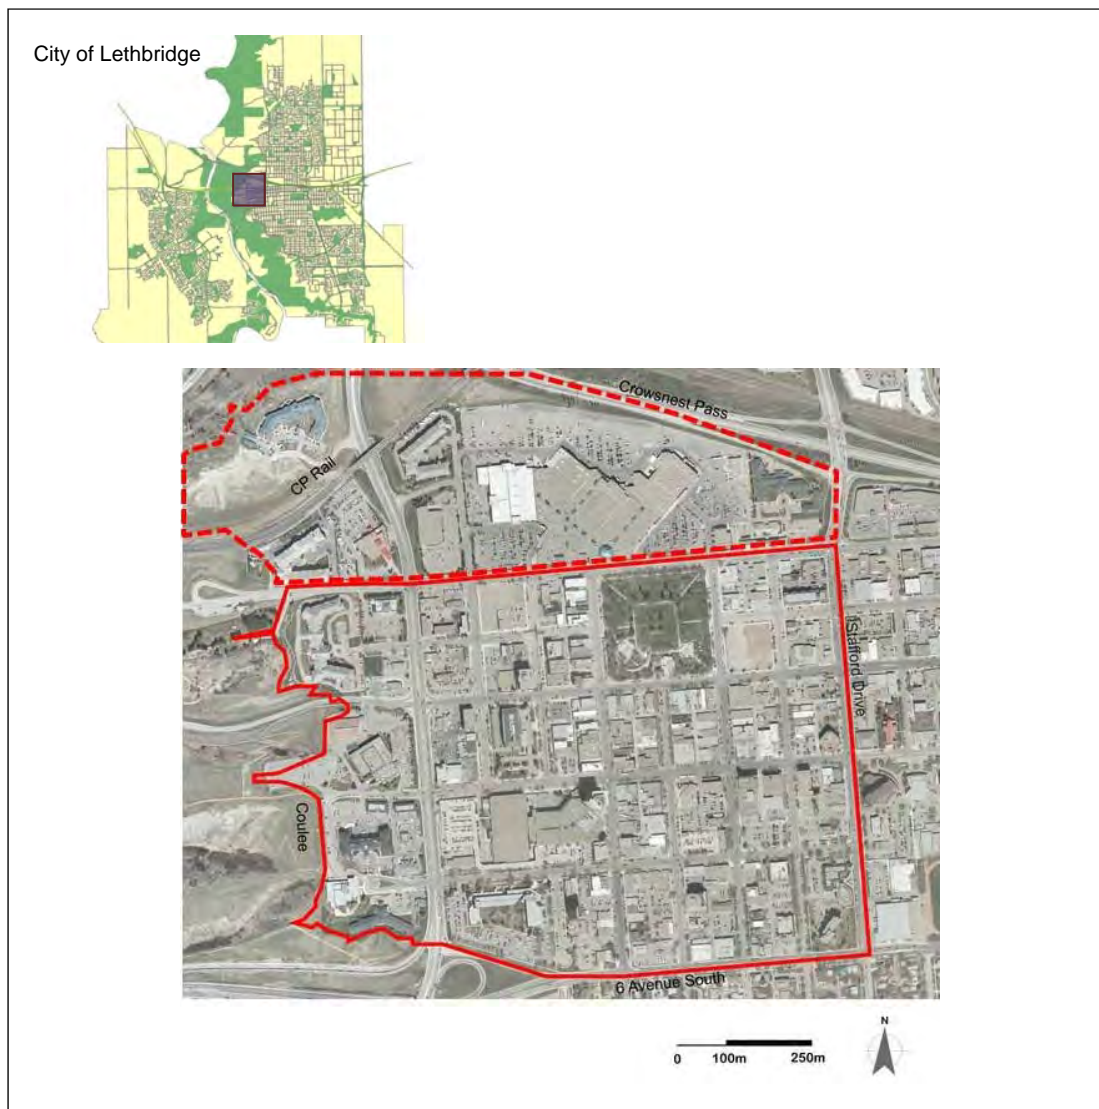 City of Lethbridge
Crowsnest Pass
CP Rail
Stafford Drive
Coulee
6 Avenue South
N
0 100m 250m